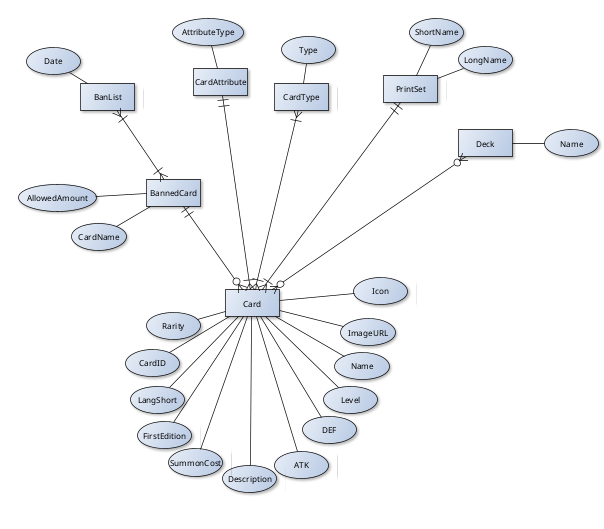 AttributeType
ShortName
Date
Type
LongName
BanList
CardAttribute
CardType
PrintSet
Deck
Name
AllowedAmount
BannedCard
CardName
Card
Icon
Rarity
ImageURL
CardID
Name
LangShort
Level
FirstEdition
DEF
SummonCost
ATK
Description